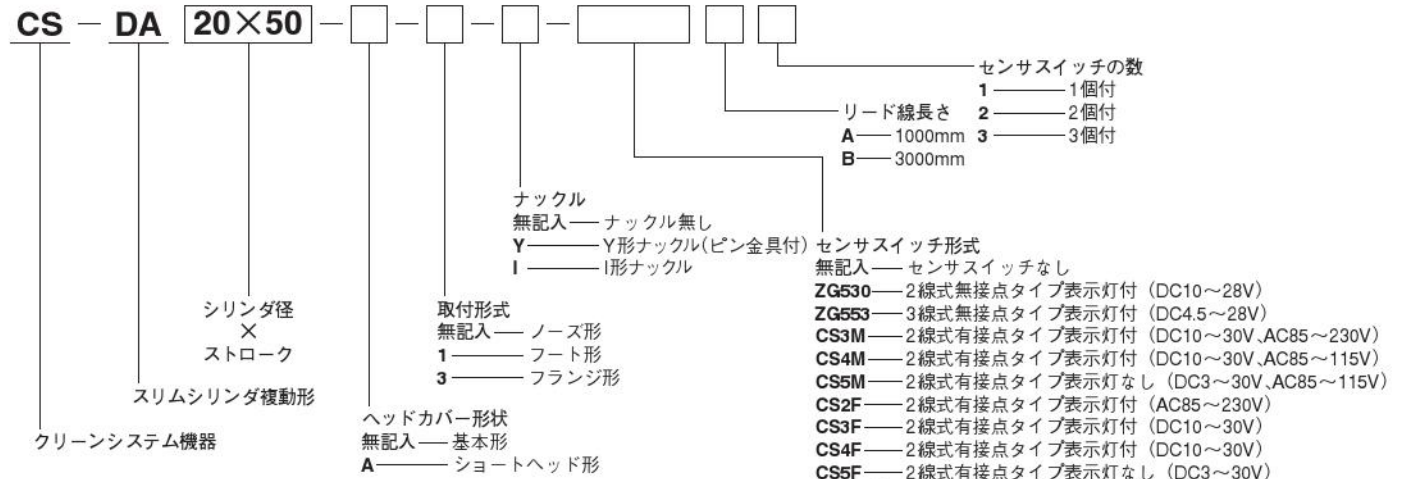 CS － DA 20×50 － － － －
センサスイッチの数
1 1個付
2 2個付
3 3個付
リード線長さ
A 1000mm
B 3000mm
ナックル
無記入 ナックル無し
Y Y形ナックル（ピン金具付）
I I形ナックル
センサスイッチ形式
無記入 センサスイッチなし
ZG530 2線式無接点タイプ表示灯付（DC10～28V）
ZG553 3線式無接点タイプ表示灯付（DC4.5～28V）
CS3M 2線式有接点タイプ表示灯付（DC10～30V、AC85～230V）
CS4M 2線式有接点タイプ表示灯付（DC10～30V、AC85～115V）
CS5M 2線式有接点タイプ表示灯なし（DC3～30V、AC85～115V）
CS2F 2線式有接点タイプ表示灯付（AC85～230V）
CS3F 2線式有接点タイプ表示灯付（DC10～30V）
CS4F 2線式有接点タイプ表示灯付（DC10～30V）
CS5F 2線式有接点タイプ表示灯なし（DC3～30V）
取付形式
無記入 ノーズ形
1 フート形
3 フランジ形
シリンダ径
×
ストローク
スリムシリンダ複動形
ヘッドカバー形状
無記入 基本形
A ショートヘッド形
クリーンシステム機器